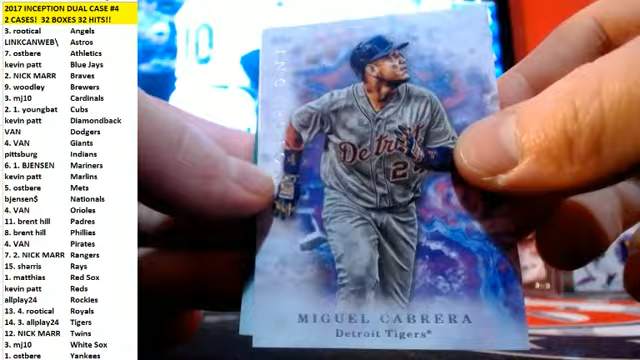 2017 INCEPTION DUAL CASE #4
2 CASES!  32 BOXES 32 HITS!!
3. rootical Angels
LINKCANWEB\ Astros
7. ostbere Athletics
kevin patt Blue Jays
2. NICK MARR Braves
9. woodley Brewers
3. mj10 Cardinals
2. 1. youngbat Cubs
kevin patt Diamondback
VAN Dodgers
4. VAN Giants
pittsburg Indians
6. 1. BJENSEN Mariners
kevin patt Marlins
5. ostbere Mets
bjensen$ Nationals
4. VAN Orioles
11. brent hill Padres
8. brent hill Phillies
4. VAN Pirates
7. 2. NICK MARR Rangers
15. sharris Rays
1. matthias Red Sox
kevin patt Reds
allplay24 Rockies
13. 4. rootical Royals
14. 3. allplay24 Tigers
12. NICK MARR Twins
3. mj10 White Sox
1. ostbere Yankees
Detroit
2
MIGUEL CABRERA
Detroit Tigers®